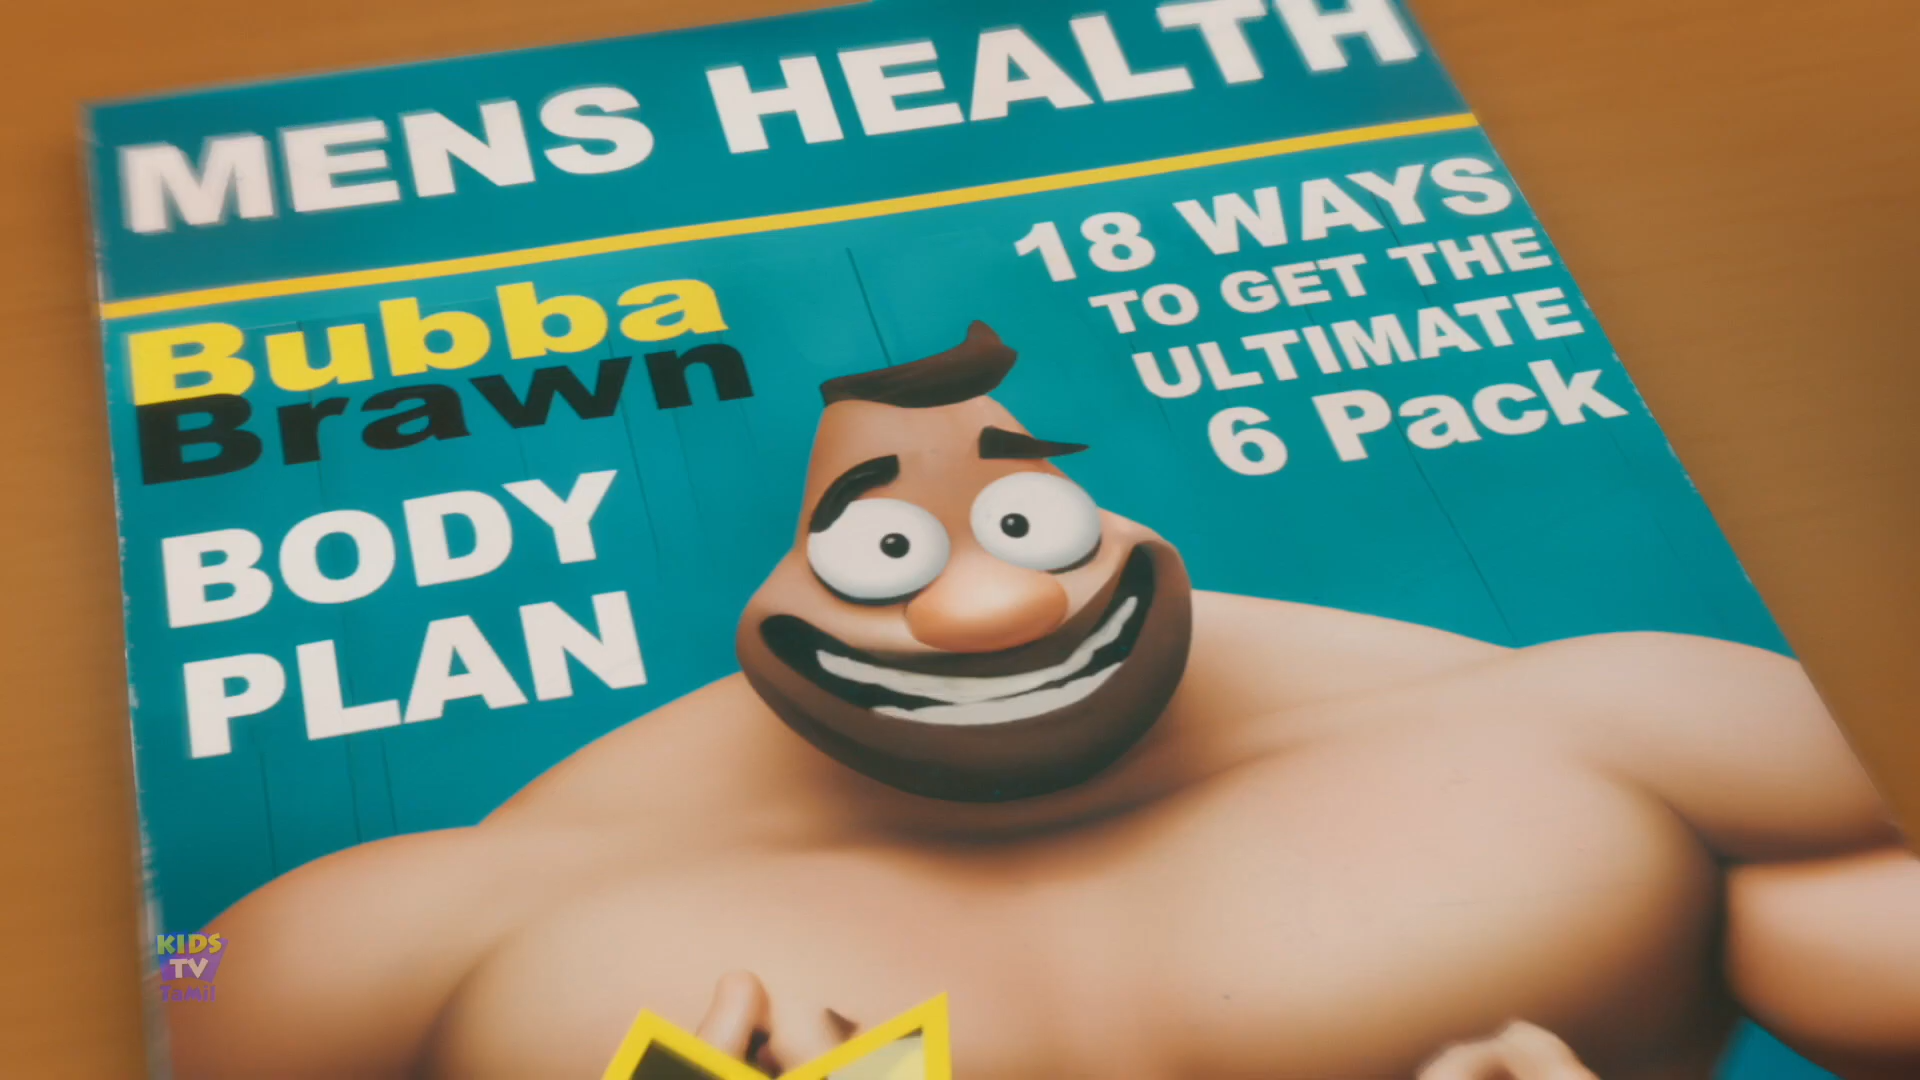 MENS HEALTH
Bubba
Brawn
BODY
PLAN
18 WAYS
TO GET THE
ULTIMATE
6 Pack
KIDS
TV
Tamil